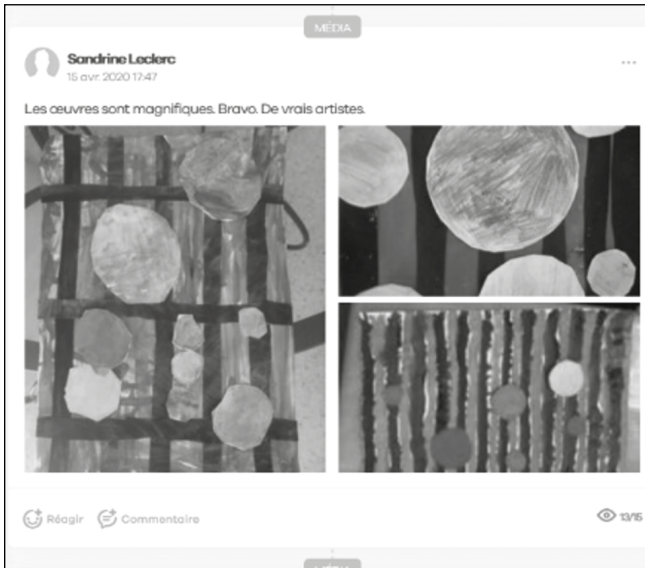 MÉDIA
Sandrine Leclerc
15 avr. 2020 17:47
Les œuvres sont magnifiques. Bravo. De vrais artistes.
Réagir Commentaire 13/15
MÉDIA